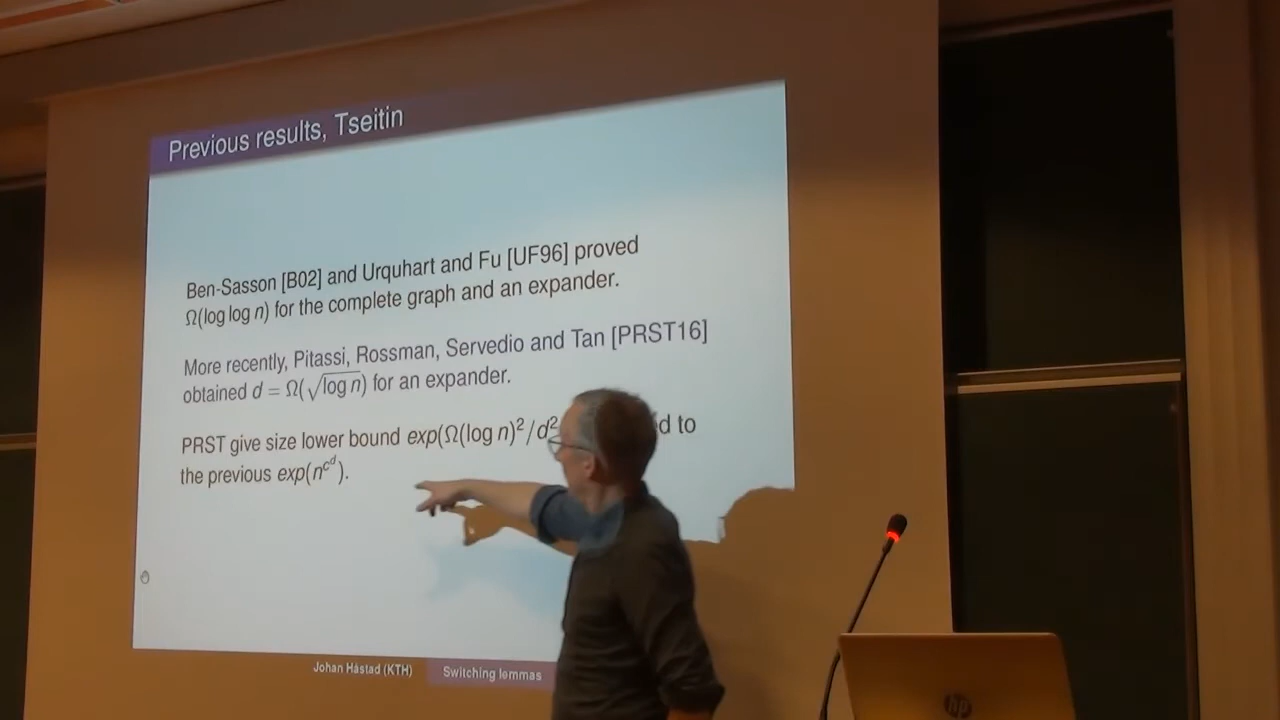 Previous results, Tseitin
Ben-Sasson [B02] and Urquhart and Fu [UF96] proved
Ω(log log n) for the complete graph and an expander.
More recently, Pitassi, Rossman, Servedio and Tan [PRST16]
obtained d = Ω(√log n) for an expander.
PRST give size lower bound exp(Ω(log n)²/d² to
the previous exp(n^{c^d}).
Johan Håstad (KTH) Switching lemmas
hp